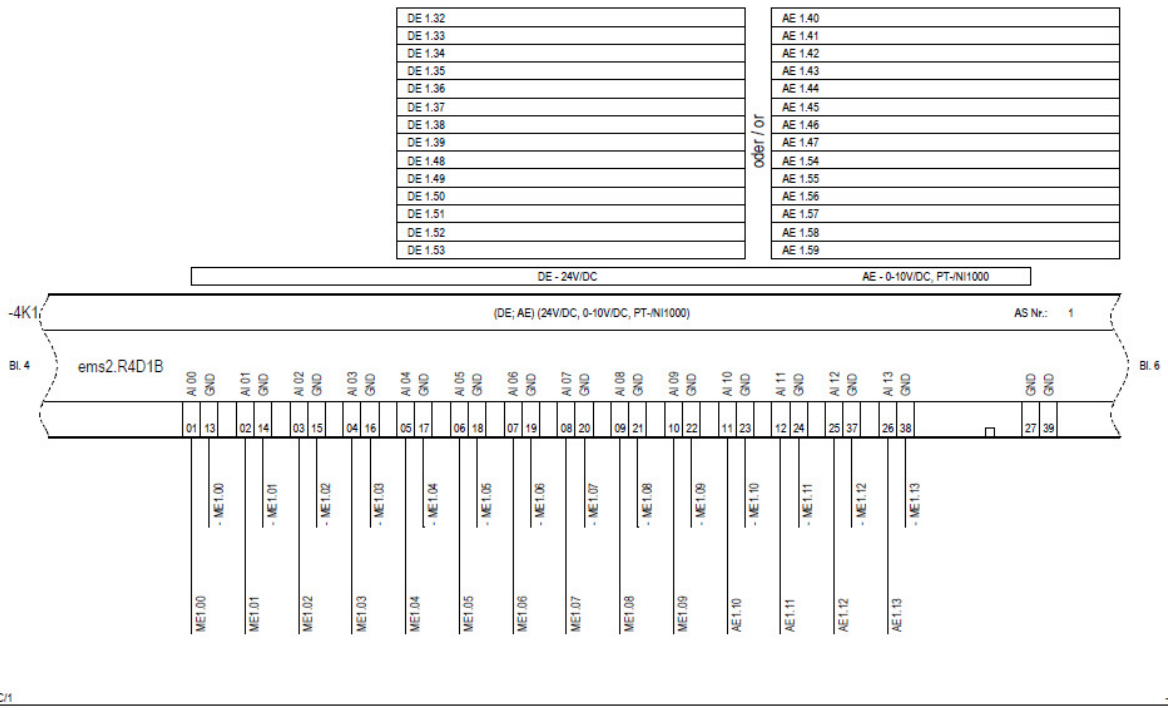 DE 1.32
DE 1.33
DE 1.34
DE 1.35
DE 1.36
DE 1.37
DE 1.38
DE 1.39
DE 1.48
DE 1.49
DE 1.50
DE 1.51
DE 1.52
DE 1.53
oder / or
AE 1.40
AE 1.41
AE 1.42
AE 1.43
AE 1.44
AE 1.45
AE 1.46
AE 1.47
AE 1.54
AE 1.55
AE 1.56
AE 1.57
AE 1.58
AE 1.59
DE - 24V/DC AE - 0-10V/DC, PT-/NI1000
-4K1 (DE; AE) (24V/DC, 0-10V/DC, PT-/NI1000) AS Nr.: 1
Bl. 4 ems2.R4D1B Bl. 6
AI 00 GND AI 01 GND AI 02 GND AI 03 GND AI 04 GND AI 05 GND AI 06 GND AI 07 GND AI 08 GND AI 09 GND AI 10 GND AI 11 GND AI 12 GND AI 13 GND GND GND
01 13 02 14 03 15 04 16 05 17 06 18 07 19 08 20 09 21 10 22 11 23 12 24 25 37 26 38 27 39
- ME1.00 - ME1.01 - ME1.02 - ME1.03 - ME1.04 - ME1.05 - ME1.06 - ME1.07 - ME1.08 - ME1.09 - ME1.10 - ME1.11 - ME1.12 - ME1.13
ME1.00 ME1.01 ME1.02 ME1.03 ME1.04 ME1.05 ME1.06 ME1.07 ME1.08 ME1.09 AE1.10 AE1.11 AE1.12 AE1.13